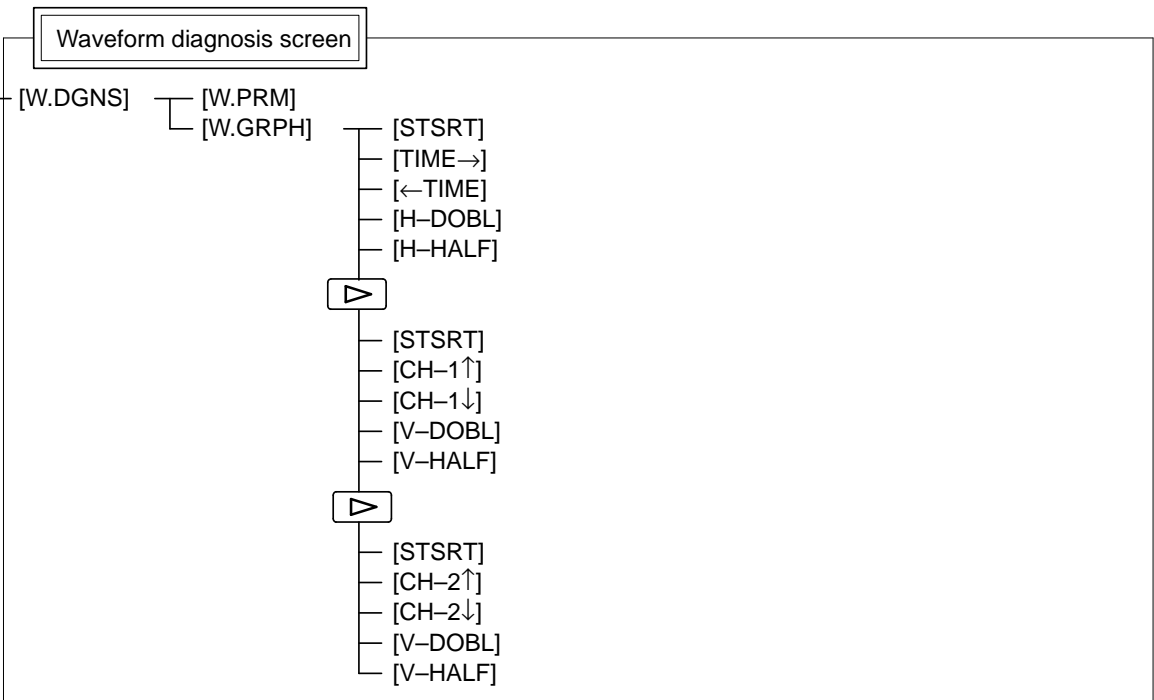 Waveform diagnosis screen
[W.DGNS] [W.PRM]
[W.GRPH] [STSRT]
[TIME→]
[←TIME]
[H–DOBL]
[H–HALF]
[STSRT]
[CH–1↑]
[CH–1↓]
[V–DOBL]
[V–HALF]
[STSRT]
[CH–2↑]
[CH–2↓]
[V–DOBL]
[V–HALF]